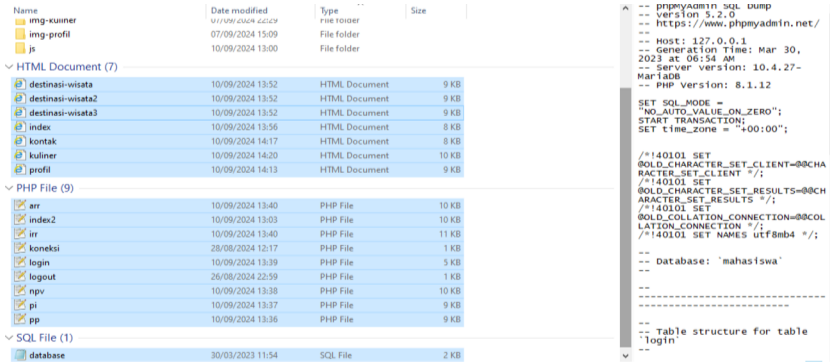 Name Date modified Type Size
img-kuliner 07/09/2024 22:29 File folder
img-profil 07/09/2024 15:09 File folder
js 10/09/2024 13:00 File folder
HTML Document (7)
destinasi-wisata 10/09/2024 13:52 HTML Document 9 KB
destinasi-wisata2 10/09/2024 13:52 HTML Document 9 KB
destinasi-wisata3 10/09/2024 13:52 HTML Document 9 KB
index 10/09/2024 13:56 HTML Document 8 KB
kontak 10/09/2024 14:17 HTML Document 8 KB
kuliner 10/09/2024 14:20 HTML Document 10 KB
profil 10/09/2024 14:13 HTML Document 9 KB
PHP File (9)
arr 10/09/2024 13:40 PHP File 10 KB
index2 10/09/2024 13:03 PHP File 10 KB
irr 10/09/2024 13:40 PHP File 11 KB
koneksi 28/08/2024 12:17 PHP File 1 KB
login 10/09/2024 13:39 PHP File 5 KB
logout 26/08/2024 22:59 PHP File 1 KB
npv 10/09/2024 13:38 PHP File 10 KB
pi 10/09/2024 13:37 PHP File 9 KB
pp 10/09/2024 13:36 PHP File 9 KB
SQL File (1)
database 30/03/2023 11:54 SQL File 2 KB
-- phpMyAdmin SQL Dump
-- version 5.2.0
-- https://www.phpmyadmin.net/
--
-- Host: 127.0.0.1
-- Generation Time: Mar 30,
2023 at 06:54 AM
-- Server version: 10.4.27-
MariaDB
-- PHP Version: 8.1.12
SET SQL_MODE =
"NO_AUTO_VALUE_ON_ZERO";
START TRANSACTION;
SET time_zone = "+00:00";
/*!40101 SET
@OLD_CHARACTER_SET_CLIENT=@@CHA
RACTER_SET_CLIENT */;
/*!40101 SET
@OLD_CHARACTER_SET_RESULTS=@@CH
ARACTER_SET_RESULTS */;
/*!40101 SET
@OLD_COLLATION_CONNECTION=@@COL
LATION_CONNECTION */;
/*!40101 SET NAMES utf8mb4 */;
--
-- Database: `mahasiswa`
--
--
-------------------------------
-------------------------
--
-- Table structure for table
`login`
--